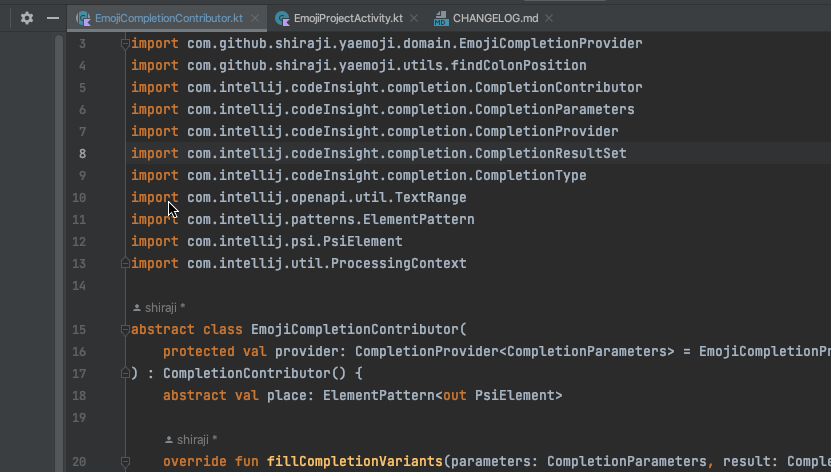 EmojiCompletionContributor.kt EmojiProjectActivity.kt MD CHANGELOG.md
3 import com.github.shiraji.yaemoji.domain.EmojiCompletionProvider
4 import com.github.shiraji.yaemoji.utils.findColonPosition
5 import com.intellij.codeInsight.completion.CompletionContributor
6 import com.intellij.codeInsight.completion.CompletionParameters
7 import com.intellij.codeInsight.completion.CompletionProvider
8 import com.intellij.codeInsight.completion.CompletionResultSet
9 import com.intellij.codeInsight.completion.CompletionType
10 import com.intellij.openapi.util.TextRange
11 import com.intellij.patterns.ElementPattern
12 import com.intellij.psi.PsiElement
13 import com.intellij.util.ProcessingContext
14
shiraji *
15 abstract class EmojiCompletionContributor(
16 protected val provider: CompletionProvider<CompletionParameters> = EmojiCompletionPr
17 ) : CompletionContributor() {
18 abstract val place: ElementPattern<out PsiElement>
19
shiraji *
20 override fun fillCompletionVariants(parameters: CompletionParameters, result: Comple